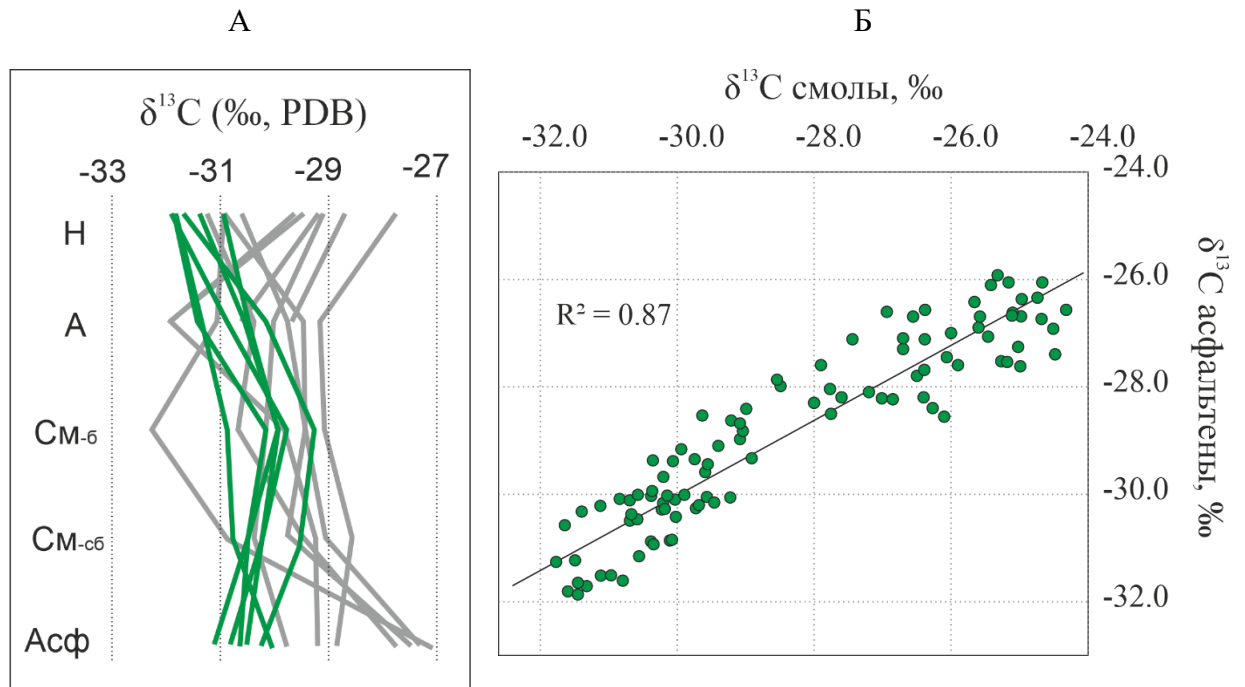 А
Б
δ¹³C (‰, PDB)
-33 -31 -29 -27
Н
А
См-б
См-сб
Асф
δ¹³C смолы, ‰
-32.0 -30.0 -28.0 -26.0 -24.0
-24.0
-26.0
R² = 0.87
-28.0
-30.0
-32.0
δ¹³C асфальтены, ‰